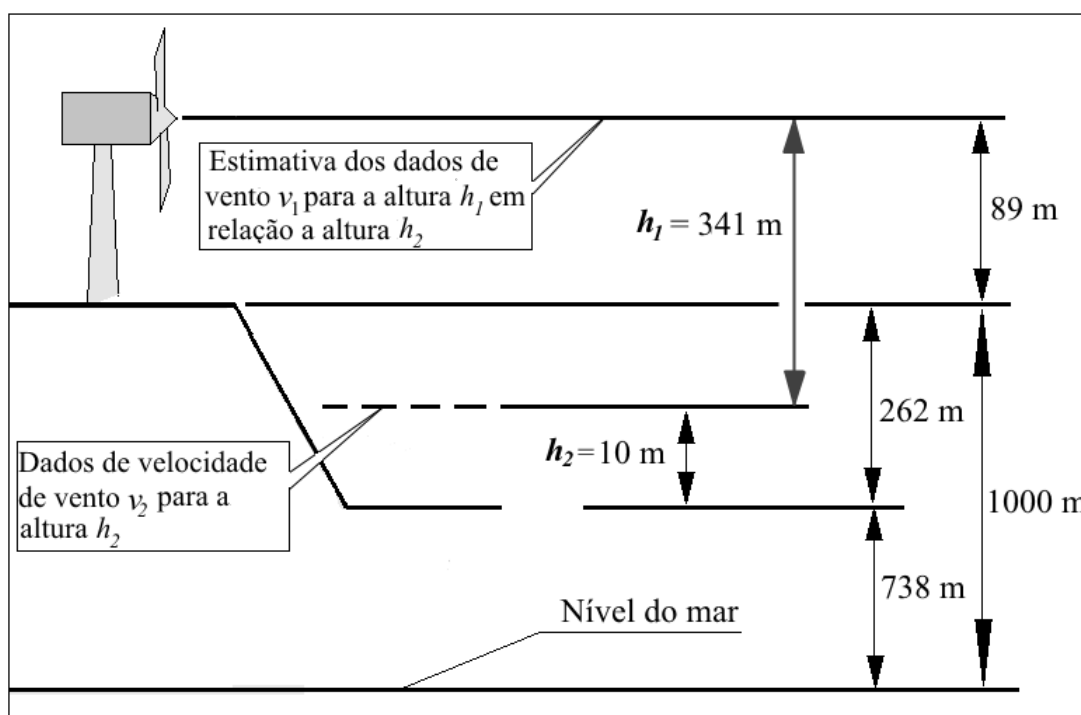 Estimativa dos dados de
vento v₁ para a altura h₁ em
relação a altura h₂
h₁ = 341 m
89 m
262 m
h₂ =10 m
Dados de velocidade
de vento v₂ para a
altura h₂
1000 m
738 m
Nível do mar